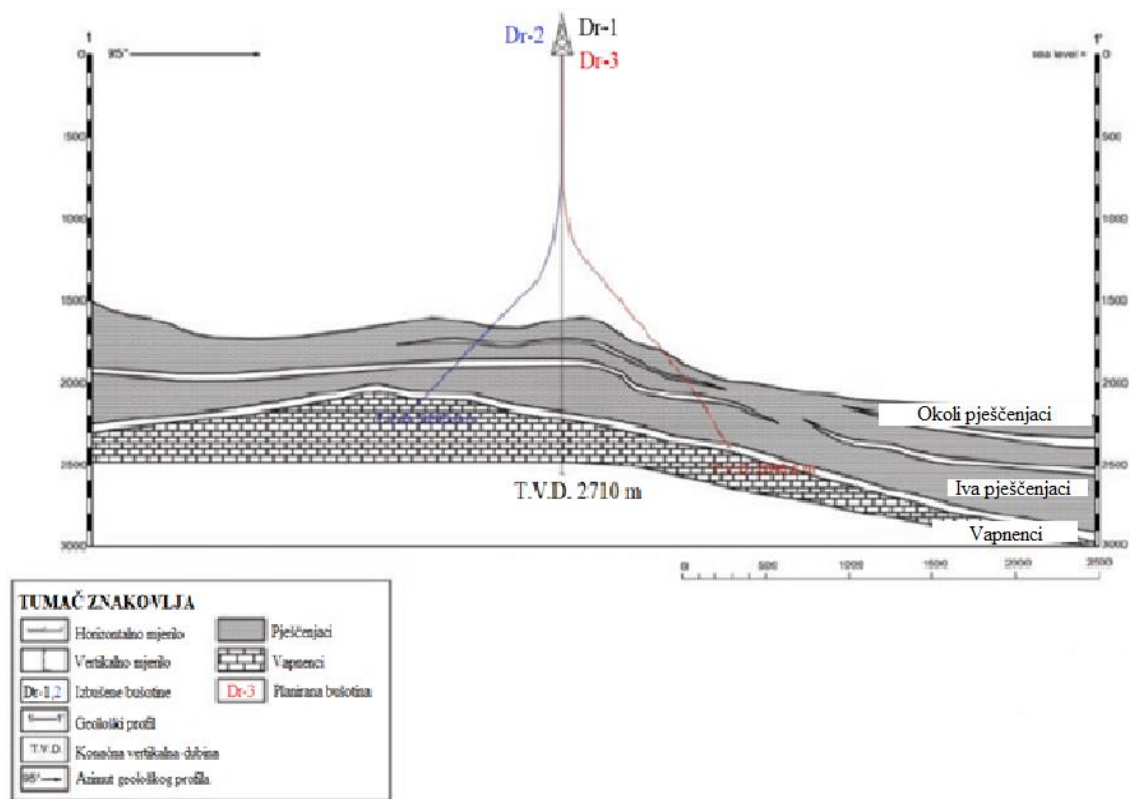 Dr-2
Dr-1
Dr-3
1
1'
95°
sea level =
0
500
1000
1500
2000
2500
3000
0
500
1000
1500
2000
2500
3000
Okoli pješčenjaci
Iva pješčenjaci
Vapnenci
T.V.D.
T.V.D.
T.V.D. 2710 m
0 500 1000 1500 2000 2500
TUMAČ ZNAKOVLJA
Horizontalno mjerilo
Vertikalno mjerilo
Dr-1,2 Izbušene bušotine
1 1' Geološki profil
T.V.D. Konačna vertikalna dubina
95° Azimut geološkog profila
Pješčenjaci
Vapnenci
Dr-3 Planirana bušotina